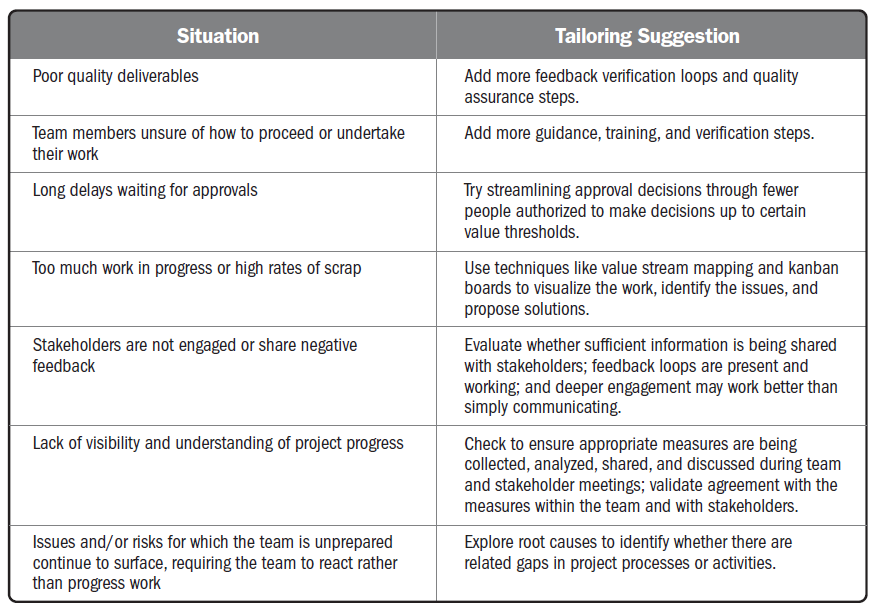 Situation
Tailoring Suggestion
Poor quality deliverables
Add more feedback verification loops and quality
assurance steps.
Team members unsure of how to proceed or undertake
their work
Add more guidance, training, and verification steps.
Long delays waiting for approvals
Try streamlining approval decisions through fewer
people authorized to make decisions up to certain
value thresholds.
Too much work in progress or high rates of scrap
Use techniques like value stream mapping and kanban
boards to visualize the work, identify the issues, and
propose solutions.
Stakeholders are not engaged or share negative
feedback
Evaluate whether sufficient information is being shared
with stakeholders; feedback loops are present and
working; and deeper engagement may work better than
simply communicating.
Lack of visibility and understanding of project progress
Check to ensure appropriate measures are being
collected, analyzed, shared, and discussed during team
and stakeholder meetings; validate agreement with the
measures within the team and with stakeholders.
Issues and/or risks for which the team is unprepared
continue to surface, requiring the team to react rather
than progress work
Explore root causes to identify whether there are
related gaps in project processes or activities.